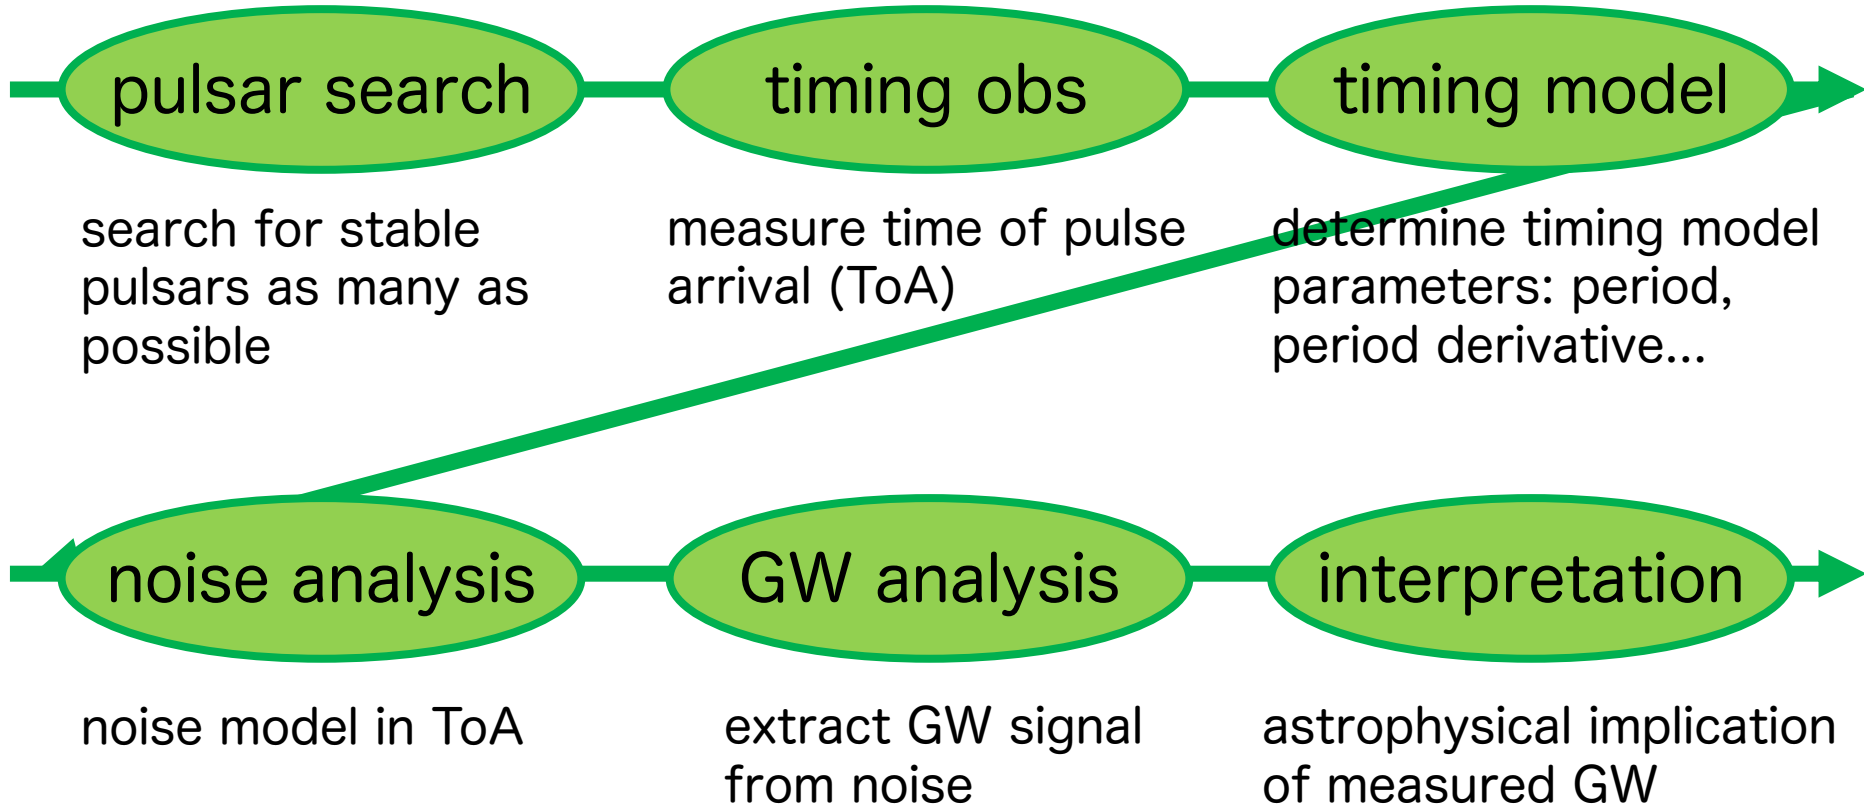 pulsar search
timing obs
timing model
search for stable
pulsars as many as
possible
measure time of pulse
arrival (ToA)
determine timing model
parameters: period,
period derivative...
noise analysis
GW analysis
interpretation
noise model in ToA
extract GW signal
from noise
astrophysical implication
of measured GW